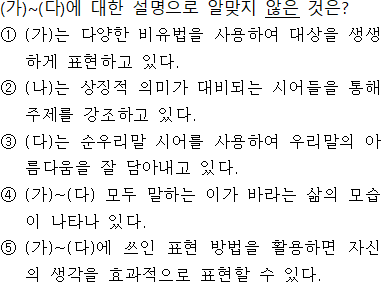 (가)~(다)에 대한 설명으로 알맞지 않은 것은?
① (가)는 다양한 비유법을 사용하여 대상을 생생
하게 표현하고 있다.
② (나)는 상징적 의미가 대비되는 시어들을 통해
주제를 강조하고 있다.
③ (다)는 순우리말 시어를 사용하여 우리말의 아
름다움을 잘 담아내고 있다.
④ (가)~(다) 모두 말하는 이가 바라는 삶의 모습
이 나타나 있다.
⑤ (가)~(다)에 쓰인 표현 방법을 활용하면 자신
의 생각을 효과적으로 표현할 수 있다.